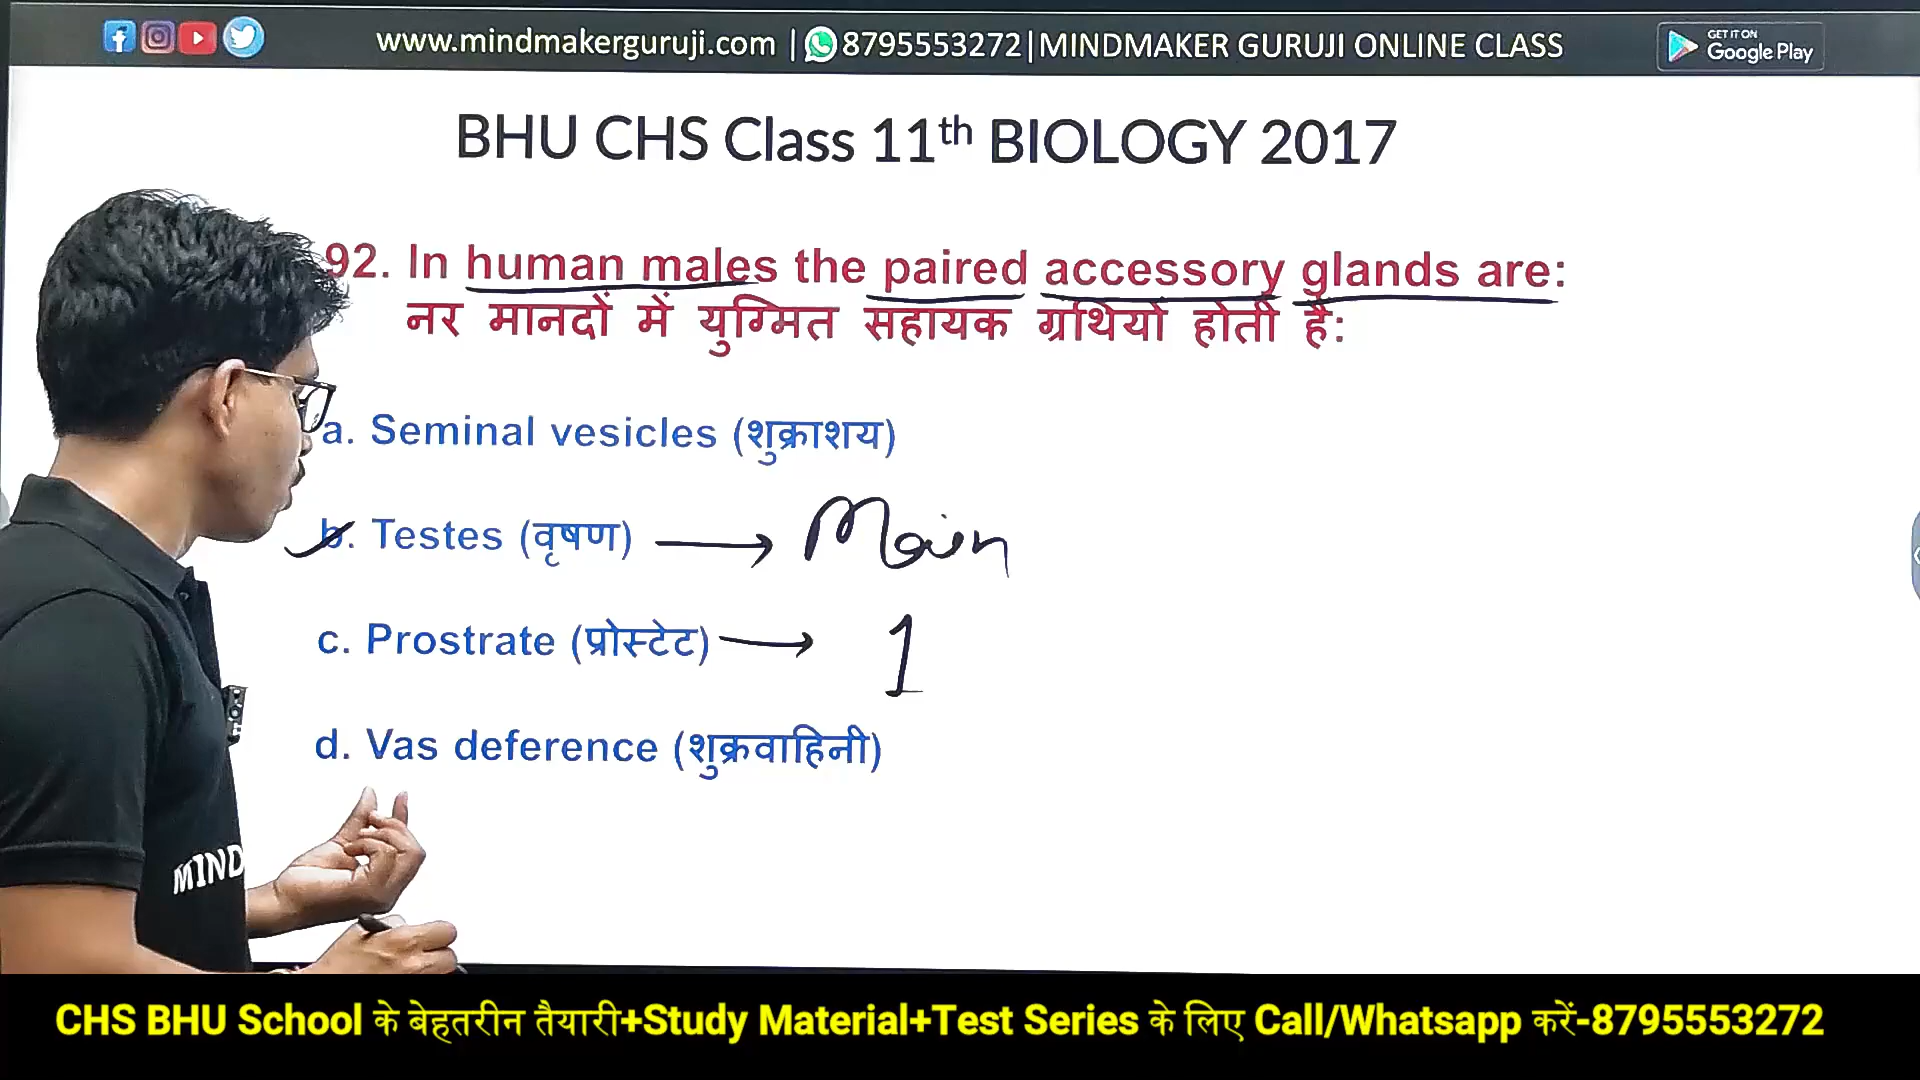 www.mindmakerguruji.com | 8795553272|MINDMAKER GURUJI ONLINE CLASS
GET IT ON
Google Play
BHU CHS Class 11th BIOLOGY 2017
92. In human males the paired accessory glands are:
नर मानदों में युग्मित सहायक ग्रथियो होती है:
a. Seminal vesicles (शुक्राशय)
b. Testes (वृषण) → Main
c. Prostrate (प्रोस्टेट) → 1
d. Vas deference (शुक्रवाहिनी)
MIND
CHS BHU School के बेहतरीन तैयारी+Study Material+Test Series के लिए Call/Whatsapp करें-8795553272